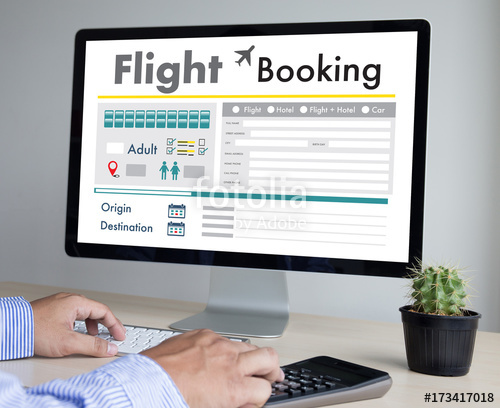 Flight Booking
Flight Hotel Flight + Hotel Car
Adult
Origin
Destination
fotolia
by Adobe
#173417018